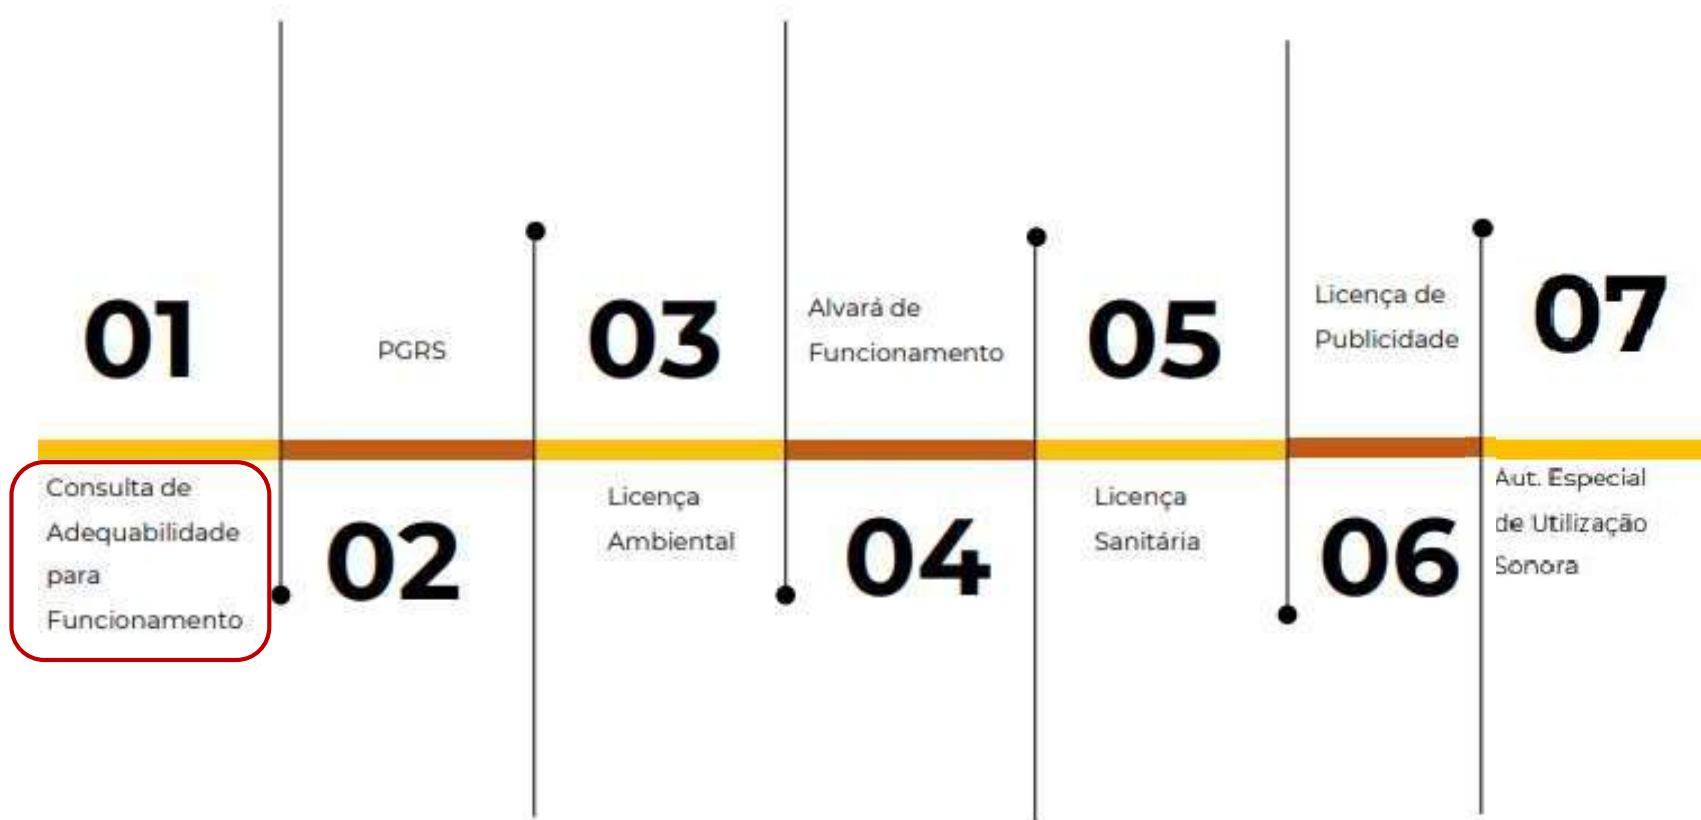 01
Consulta de
Adequabilidade
para
Funcionamento
PGRS
02
03
Licença
Ambiental
Alvará de
Funcionamento
04
05
Licença
Sanitária
Licença de
Publicidade
06
07
Aut. Especial
de Utilização
Sonora